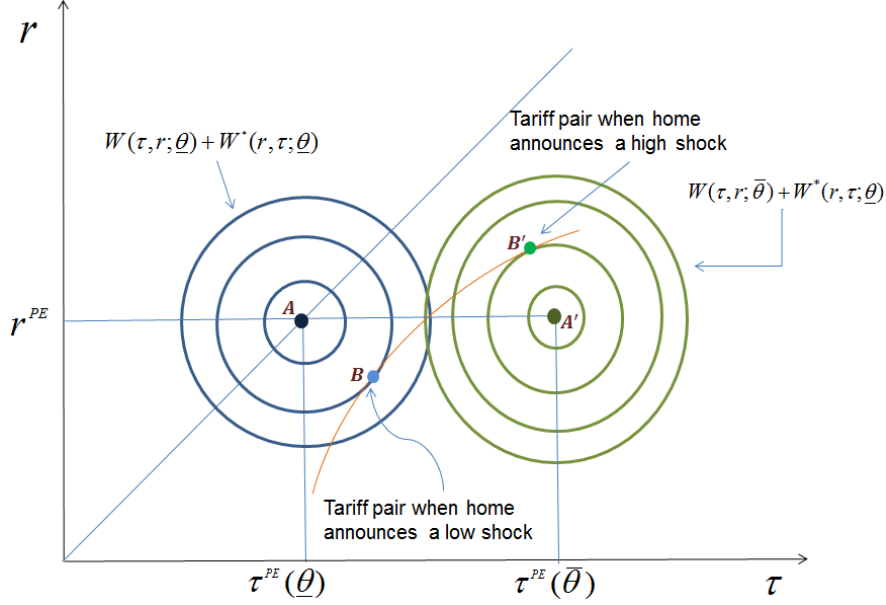 r
Tariff pair when home
announces a high shock
W(τ,r;θ̲)+W*(r,τ;θ̲)
W(τ,r;θ̅)+W*(r,τ;θ̲)
B′
r^PE
A
A′
B
Tariff pair when home
announces a low shock
τ^PE(θ̲)
τ^PE(θ̅)
τ